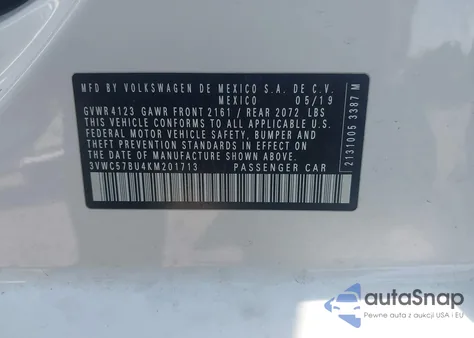 MFD BY VOLKSWAGEN DE MEXICO S.A. DE C.V.
MEXICO 05/19
GVWR 4123 GAWR FRONT 2161 / REAR 2072 LBS
THIS VEHICLE CONFORMS TO ALL APPLICABLE U.S.
FEDERAL MOTOR VEHICLE SAFETY, BUMPER AND
THEFT PREVENTION STANDARDS IN EFFECT ON THE
DATE OF MANUFACTURE SHOWN ABOVE.
3VWC57BU4KM201713 PASSENGER CAR
2131005 3387 M
autoSnap
Pewne auta z aukcji USA i EU